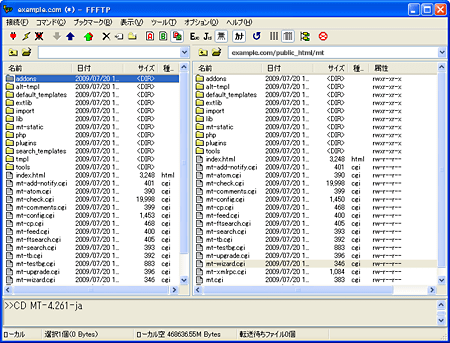 example.com (*) - FFFTP
接続(F) コマンド(C) ブックマーク(B) 表示(V) ツール(T) オプション(O) ヘルプ(H)
example.com/public_html/mt
名前 日付 サイズ 種..
addons 2009/07/20 1... <DIR>
alt-tmpl 2009/07/20 1... <DIR>
default_templates 2009/07/20 1... <DIR>
extlib 2009/07/20 1... <DIR>
import 2009/07/20 1... <DIR>
lib 2009/07/20 1... <DIR>
mt-static 2009/07/20 1... <DIR>
php 2009/07/20 1... <DIR>
plugins 2009/07/20 1... <DIR>
search_templates 2009/07/20 1... <DIR>
tmpl 2009/07/20 1... <DIR>
tools 2009/07/20 1... <DIR>
index.html 2009/07/20 1... 3,248 html
mt-add-notify.cgi 2009/07/20 1... 401 cgi
mt-atom.cgi 2009/07/20 1... 390 cgi
mt-check.cgi 2009/07/20 1... 19,998 cgi
mt-comments.cgi 2009/07/20 1... 399 cgi
mt-config.cgi 2009/07/20 1... 1,453 cgi
mt-cp.cgi 2009/07/20 1... 468 cgi
mt-feed.cgi 2009/07/20 1... 400 cgi
mt-ftsearch.cgi 2009/07/20 1... 405 cgi
mt-search.cgi 2009/07/20 1... 393 cgi
mt-tb.cgi 2009/07/20 1... 392 cgi
mt-testbg.cgi 2009/07/20 1... 883 cgi
mt-upgrade.cgi 2009/07/20 1... 396 cgi
mt-wizard.cgi 2009/07/20 1... 346 cgi
名前 日付 サイズ 種.. 属性
addons 2009/07/20 1... <DIR> rwxr-xr-x
alt-tmpl 2009/07/20 1... <DIR> rwxr-xr-x
default_templates 2009/07/20 1... <DIR> rwxr-xr-x
extlib 2009/07/20 1... <DIR> rwxr-xr-x
import 2009/07/20 1... <DIR> rwxr-xr-x
lib 2009/07/20 1... <DIR> rwxr-xr-x
mt-static 2009/07/20 1... <DIR> rwxr-xr-x
php 2009/07/20 1... <DIR> rwxr-xr-x
plugins 2009/07/20 1... <DIR> rwxr-xr-x
tools 2009/07/20 1... <DIR> rwxr-xr-x
index.html 2009/07/20 1... 3,248 html rw-r--r--
mt-add-notify.cgi 2009/07/20 1... 401 cgi rw-r--r--
mt-atom.cgi 2009/07/20 1... 390 cgi rw-r--r--
mt-check.cgi 2009/07/20 1... 19,998 cgi rw-r--r--
mt-comments.cgi 2009/07/20 1... 399 cgi rw-r--r--
mt-config.cgi 2009/07/20 1... 1,450 cgi rw-r--r--
mt-cp.cgi 2009/07/20 1... 468 cgi rw-r--r--
mt-feed.cgi 2009/07/20 1... 400 cgi rw-r--r--
mt-ftsearch.cgi 2009/07/20 1... 405 cgi rw-r--r--
mt-search.cgi 2009/07/20 1... 393 cgi rw-r--r--
mt-tb.cgi 2009/07/20 1... 392 cgi rw-r--r--
mt-testbg.cgi 2009/07/20 1... 883 cgi rw-r--r--
mt-upgrade.cgi 2009/07/20 1... 396 cgi rw-r--r--
mt-wizard.cgi 2009/07/20 1... 346 cgi rw-r--r--
mt-xmlrpc.cgi 2009/07/20 1... 1,084 cgi rw-r--r--
mt.cgi 2009/07/20 1... 383 cgi rw-r--r--
>>CD MT-4.261-ja
ローカル 選択1個(0 Bytes) ローカル空 46863.65M Bytes 転送待ちファイル0個